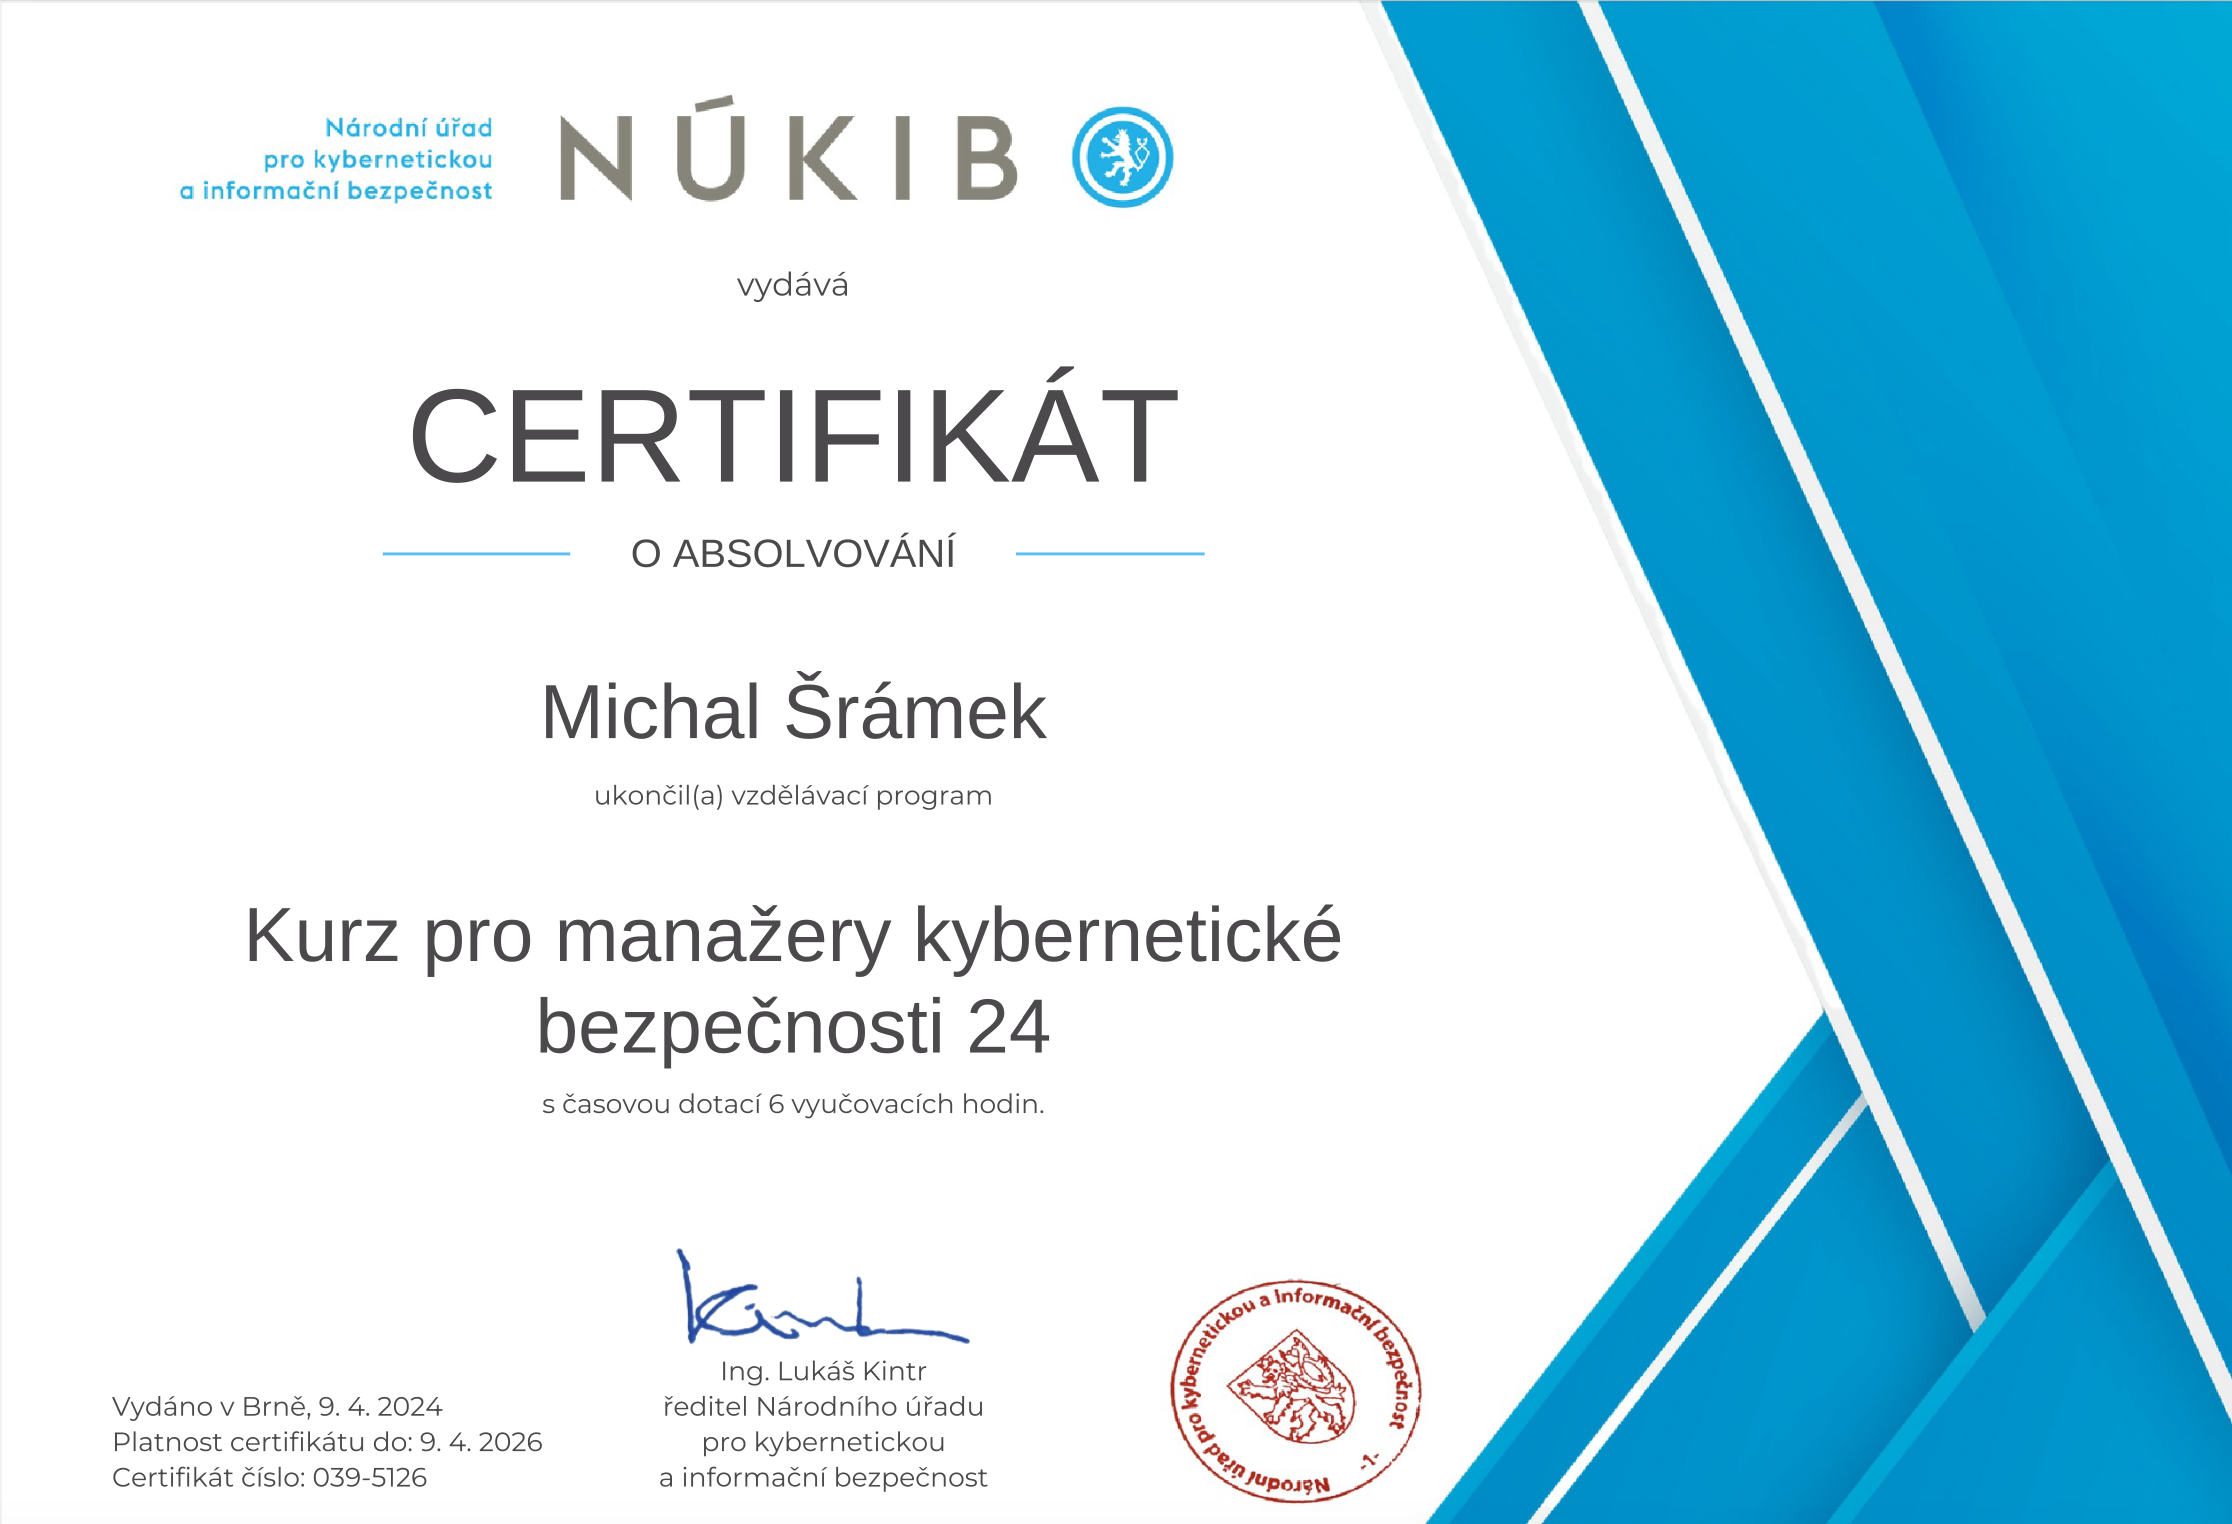 Národní úřad
pro kybernetickou
a informační bezpečnost
NÚKIB
vydává
CERTIFIKÁT
O ABSOLVOVÁNÍ
Michal Šrámek
ukončil(a) vzdělávací program
Kurz pro manažery kybernetické
bezpečnosti 24
s časovou dotací 6 vyučovacích hodin.
Vydáno v Brně, 9. 4. 2024
Platnost certifikátu do: 9. 4. 2026
Certifikát číslo: 039-5126
Ing. Lukáš Kintr
ředitel Národního úřadu
pro kybernetickou
a informační bezpečnost
Národní úřad pro kybernetickou a informační bezpečnost
-1-